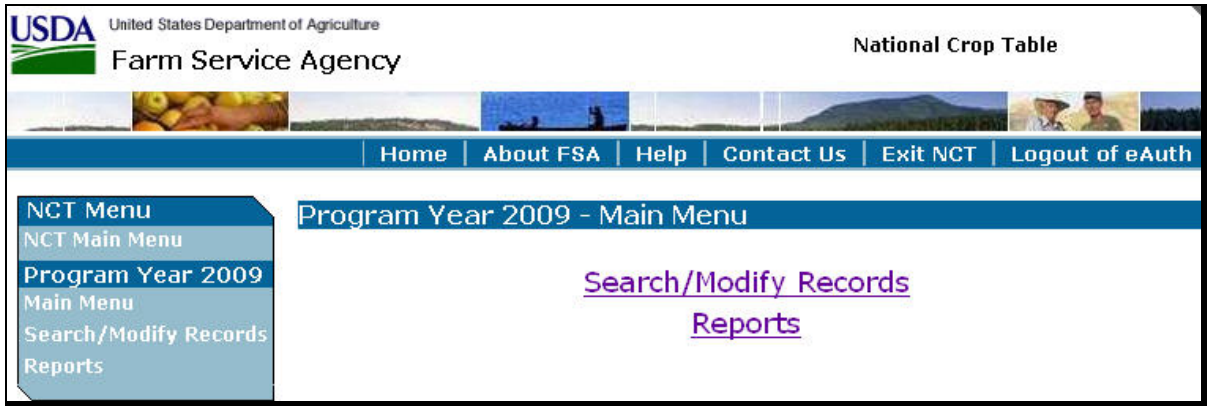 USDA
United States Department of Agriculture
Farm Service Agency
National Crop Table
Home | About FSA | Help | Contact Us | Exit NCT | Logout of eAuth
NCT Menu
NCT Main Menu
Program Year 2009
Main Menu
Search/Modify Records
Reports
Program Year 2009 - Main Menu
Search/Modify Records
Reports